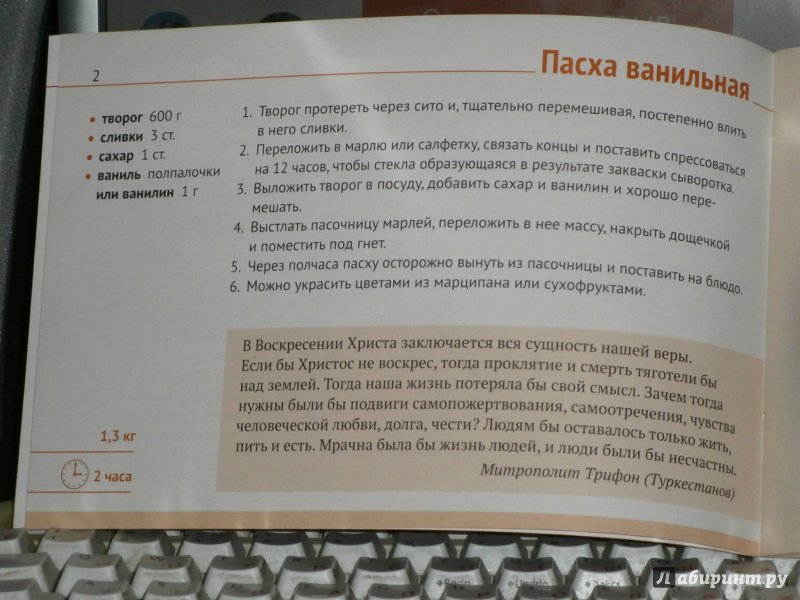 2
Пасха ванильная
• творог 600 г
• сливки 3 ст.
• сахар 1 ст.
• ваниль полпалочки
или ванилин 1 г
1. Творог протереть через сито и, тщательно перемешивая, постепенно влить
в него сливки.
2. Переложить в марлю или салфетку, связать концы и поставить спрессоваться
на 12 часов, чтобы стекла образующаяся в результате закваски сыворотка.
3. Выложить творог в посуду, добавить сахар и ванилин и хорошо пере-
мешать.
4. Выстлать пасочницу марлей, переложить в нее массу, накрыть дощечкой
и поместить под гнет.
5. Через полчаса пасху осторожно вынуть из пасочницы и поставить на блюдо.
6. Можно украсить цветами из марципана или сухофруктами.
В Воскресении Христа заключается вся сущность нашей веры.
Если бы Христос не воскрес, тогда проклятие и смерть тяготели бы
над землей. Тогда наша жизнь потеряла бы свой смысл. Зачем тогда
нужны были бы подвиги самопожертвования, самоотречения, чувства
человеческой любви, долга, чести? Людям бы оставалось только жить,
пить и есть. Мрачна была бы жизнь людей, и люди были бы несчастны.
Митрополит Трифон (Туркестанов)
1,3 кг
2 часа
Лабиринт.ру